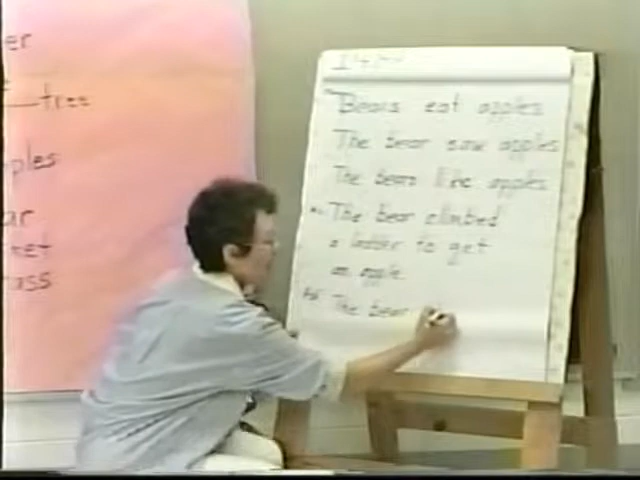 er
tree
ples
ar
ket
ass
Bears eat apples
The bear saw apples
The bears like apples
The bear climbed
a ladder to get
an apple
The bear